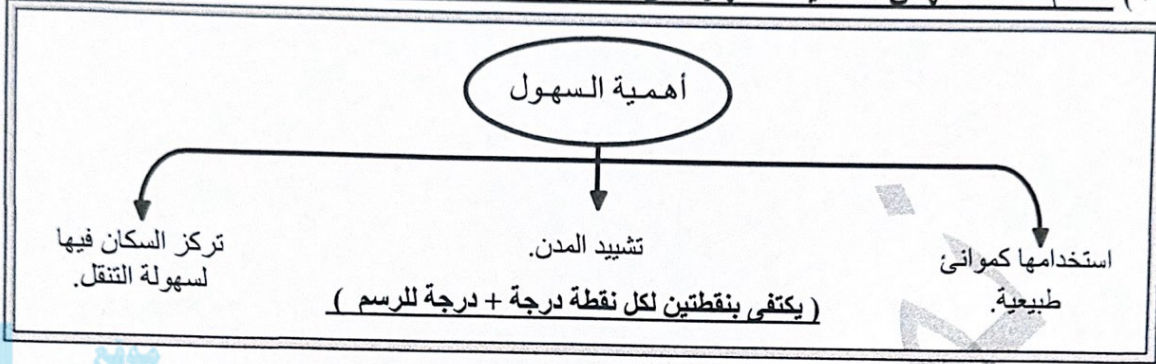 أهمية السهول
استخدامها كموانئ
طبيعية.
تشييد المدن.
تركز السكان فيها
لسهولة التنقل.
( يكتفى بنقطتين لكل نقطة درجة + درجة للرسم )